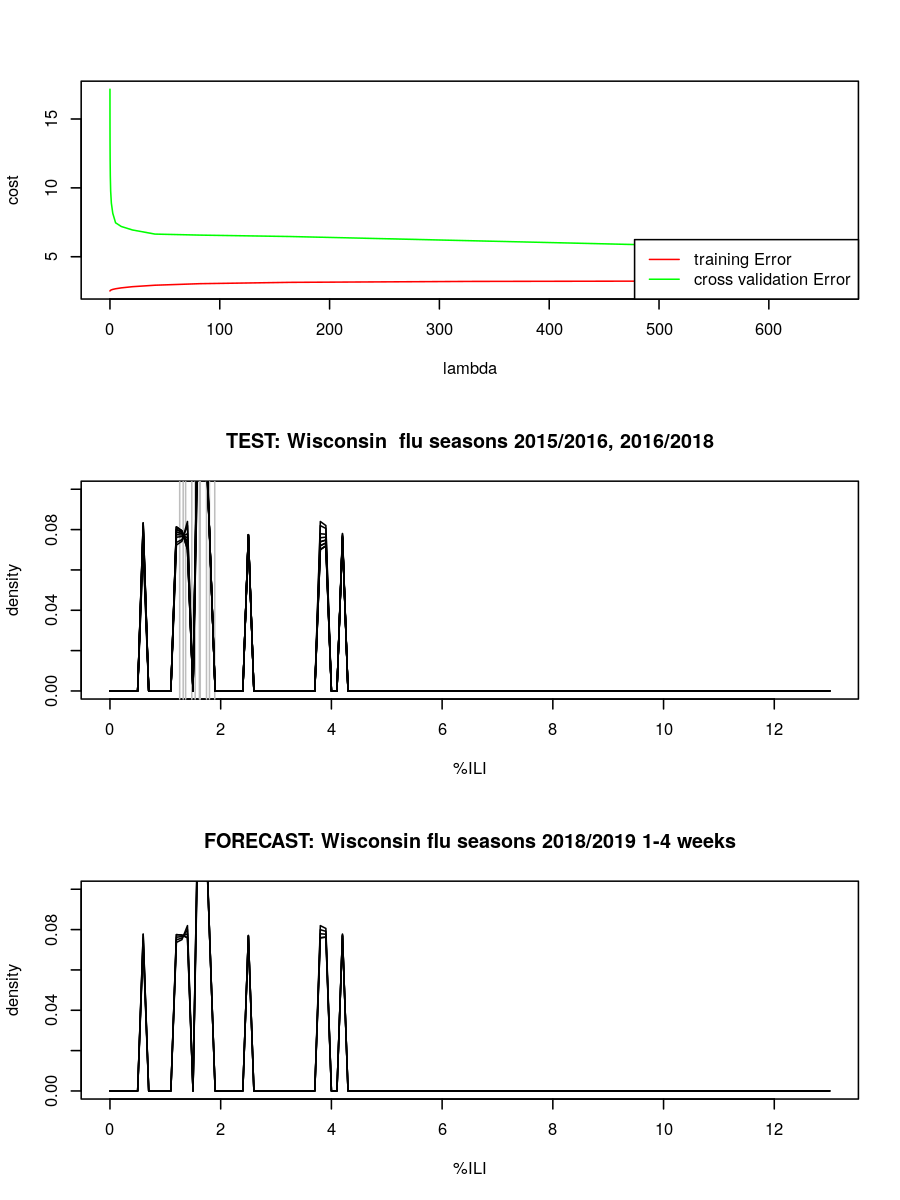 15
10
5
cost
training Error
cross validation Error
0 100 200 300 400 500 600
lambda
TEST: Wisconsin  flu seasons 2015/2016, 2016/2018
0.08
0.04
0.00
density
0 2 4 6 8 10 12
%ILI
FORECAST: Wisconsin flu seasons 2018/2019 1-4 weeks
0.08
0.04
0.00
density
0 2 4 6 8 10 12
%ILI